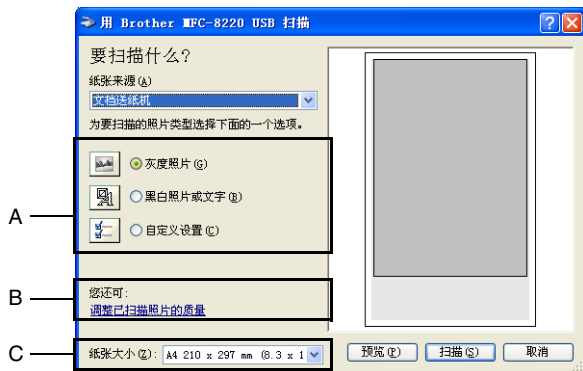 用 Brother MFC-8220 USB 扫描
要扫描什么?
纸张来源(A)
文档送纸机
为要扫描的照片类型选择下面的一个选项。
A
灰度照片(G)
黑白照片或文字(B)
自定义设置(C)
B
您还可:
调整已扫描照片的质量
C
纸张大小(Z): A4 210 x 297 mm (8.3 x 1
预览(P) 扫描(S) 取消